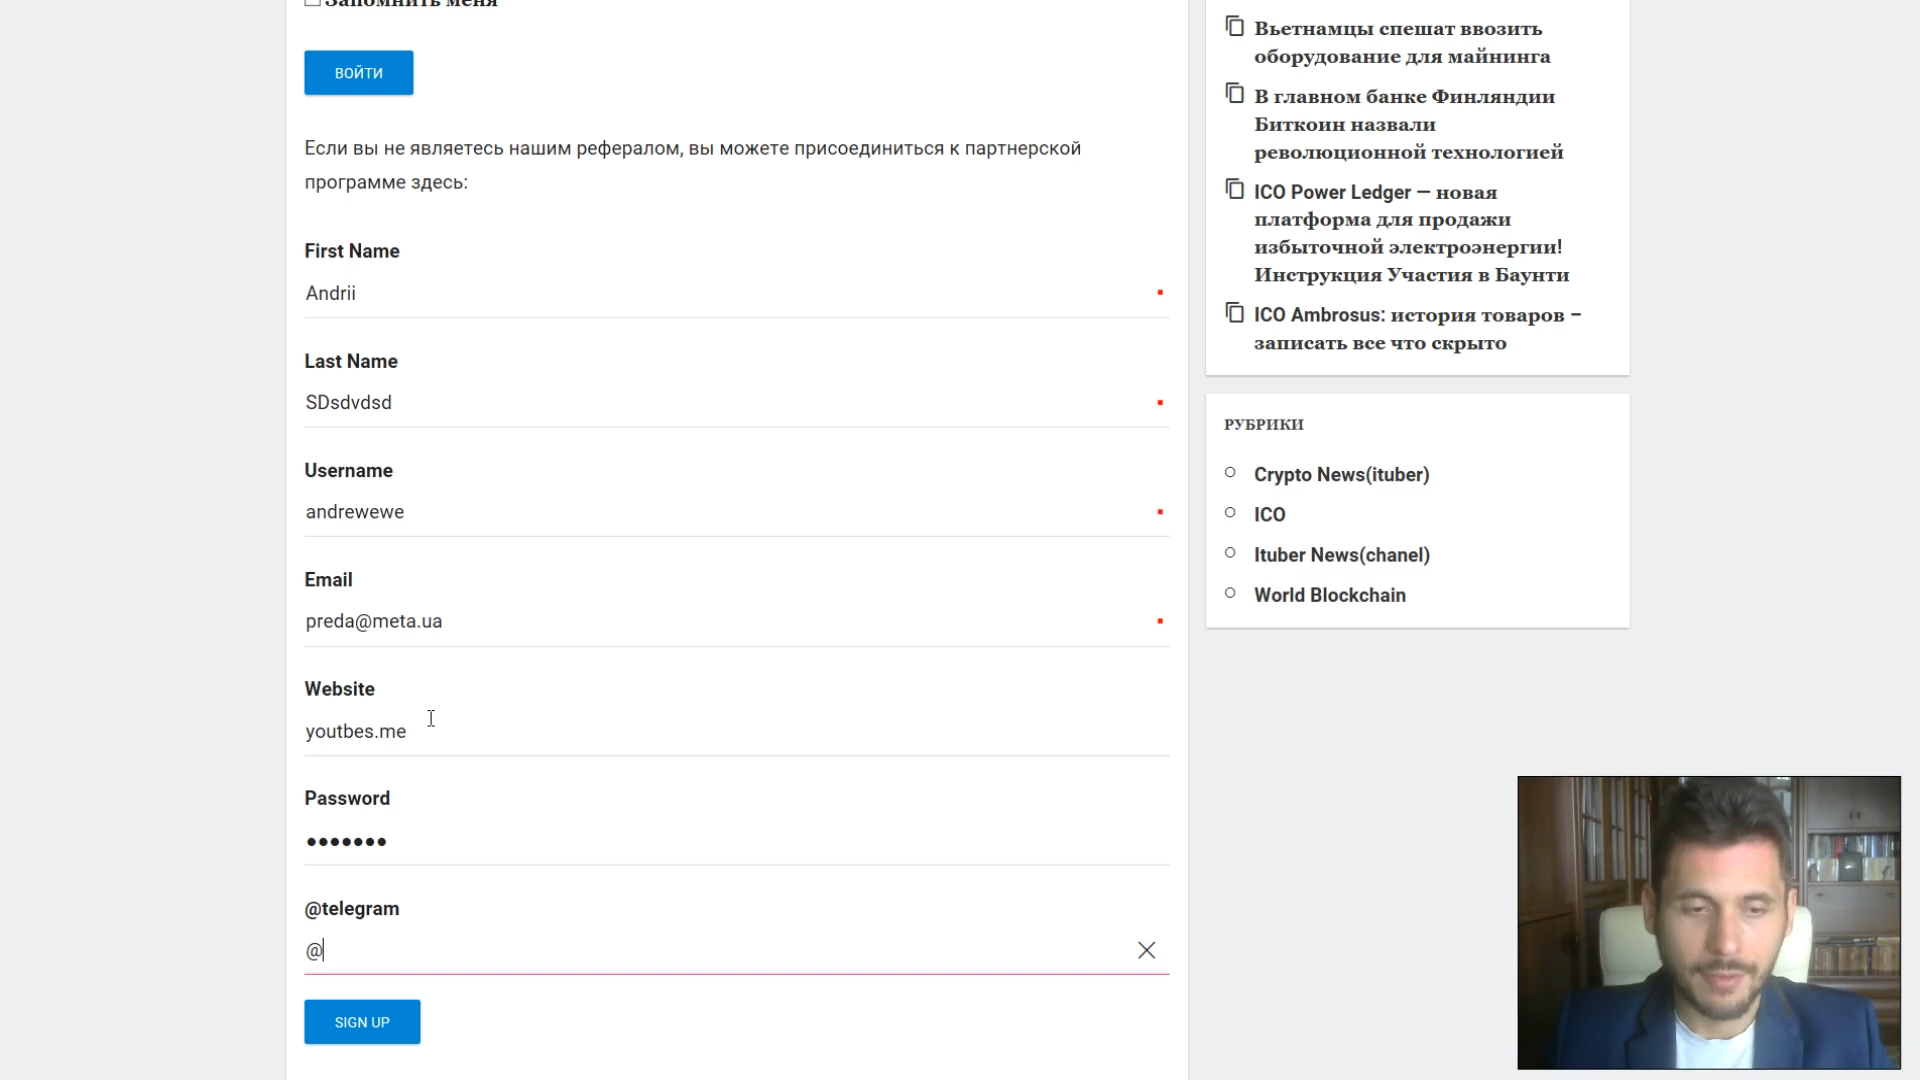 Запомнить меня
ВОЙТИ
Если вы не являетесь нашим рефералом, вы можете присоединиться к партнерской
программе здесь:
First Name
Andrii
Last Name
SDsdvdsd
Username
andrewewe
Email
preda@meta.ua
Website
youtbes.me
Password
•••••••
@telegram
@
SIGN UP
Вьетнамцы спешат ввозить
оборудование для майнинга
В главном банке Финляндии
Биткоин назвали
революционной технологией
ICO Power Ledger — новая
платформа для продажи
избыточной электроэнергии!
Инструкция Участия в Баунти
ICO Ambrosus: история товаров –
записать все что скрыто
РУБРИКИ
Crypto News(ituber)
ICO
Ituber News(chanel)
World Blockchain